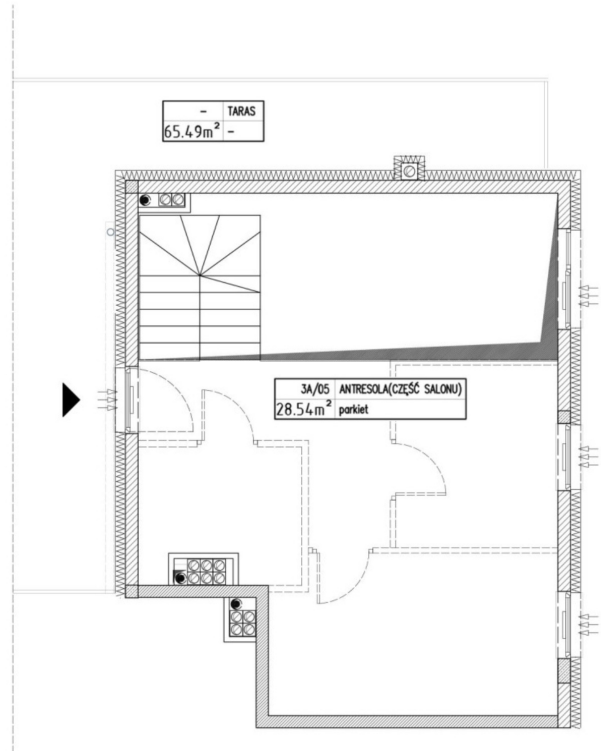 - TARAS
65.49m² -
3A/05 ANTRESOLA(CZĘŚĆ SALONU)
28.54m² parkiet